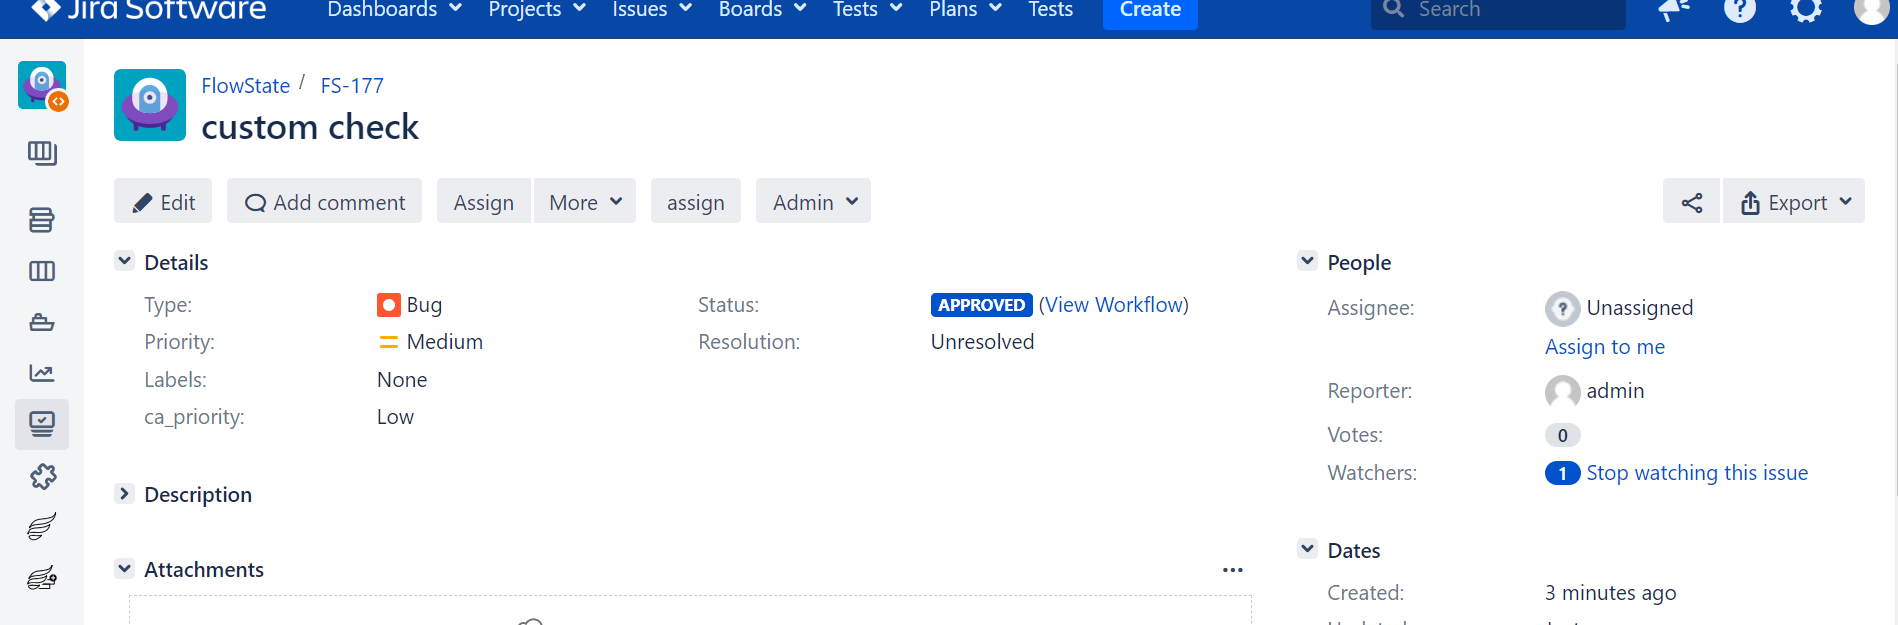 Jira Software Dashboards Projects Issues Boards Tests Plans Tests Create Search
FlowState / FS-177
custom check
Edit Add comment Assign More assign Admin Export
Details
Type: Bug Status: APPROVED (View Workflow)
Priority: Medium Resolution: Unresolved
Labels: None
ca_priority: Low
Description
Attachments
People
Assignee: Unassigned
Assign to me
Reporter: admin
Votes: 0
Watchers: 1 Stop watching this issue
Dates
Created: 3 minutes ago